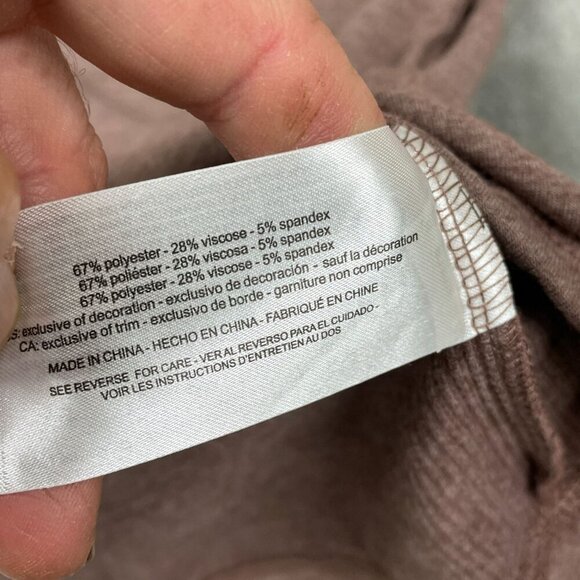 67% polyester - 28% viscose - 5% spandex
67% poliéster - 28% viscosa - 5% spandex
67% polyester - 28% viscose - 5% spandex
exclusive of decoration - exclusivo de decoración - sauf la décoration
CA: exclusive of trim - exclusivo de borde - garniture non comprise
MADE IN CHINA - HECHO EN CHINA - FABRIQUÉ EN CHINE
SEE REVERSE FOR CARE - VER AL REVERSO PARA EL CUIDADO -
VOIR LES INSTRUCTIONS D'ENTRETIEN AU DOS